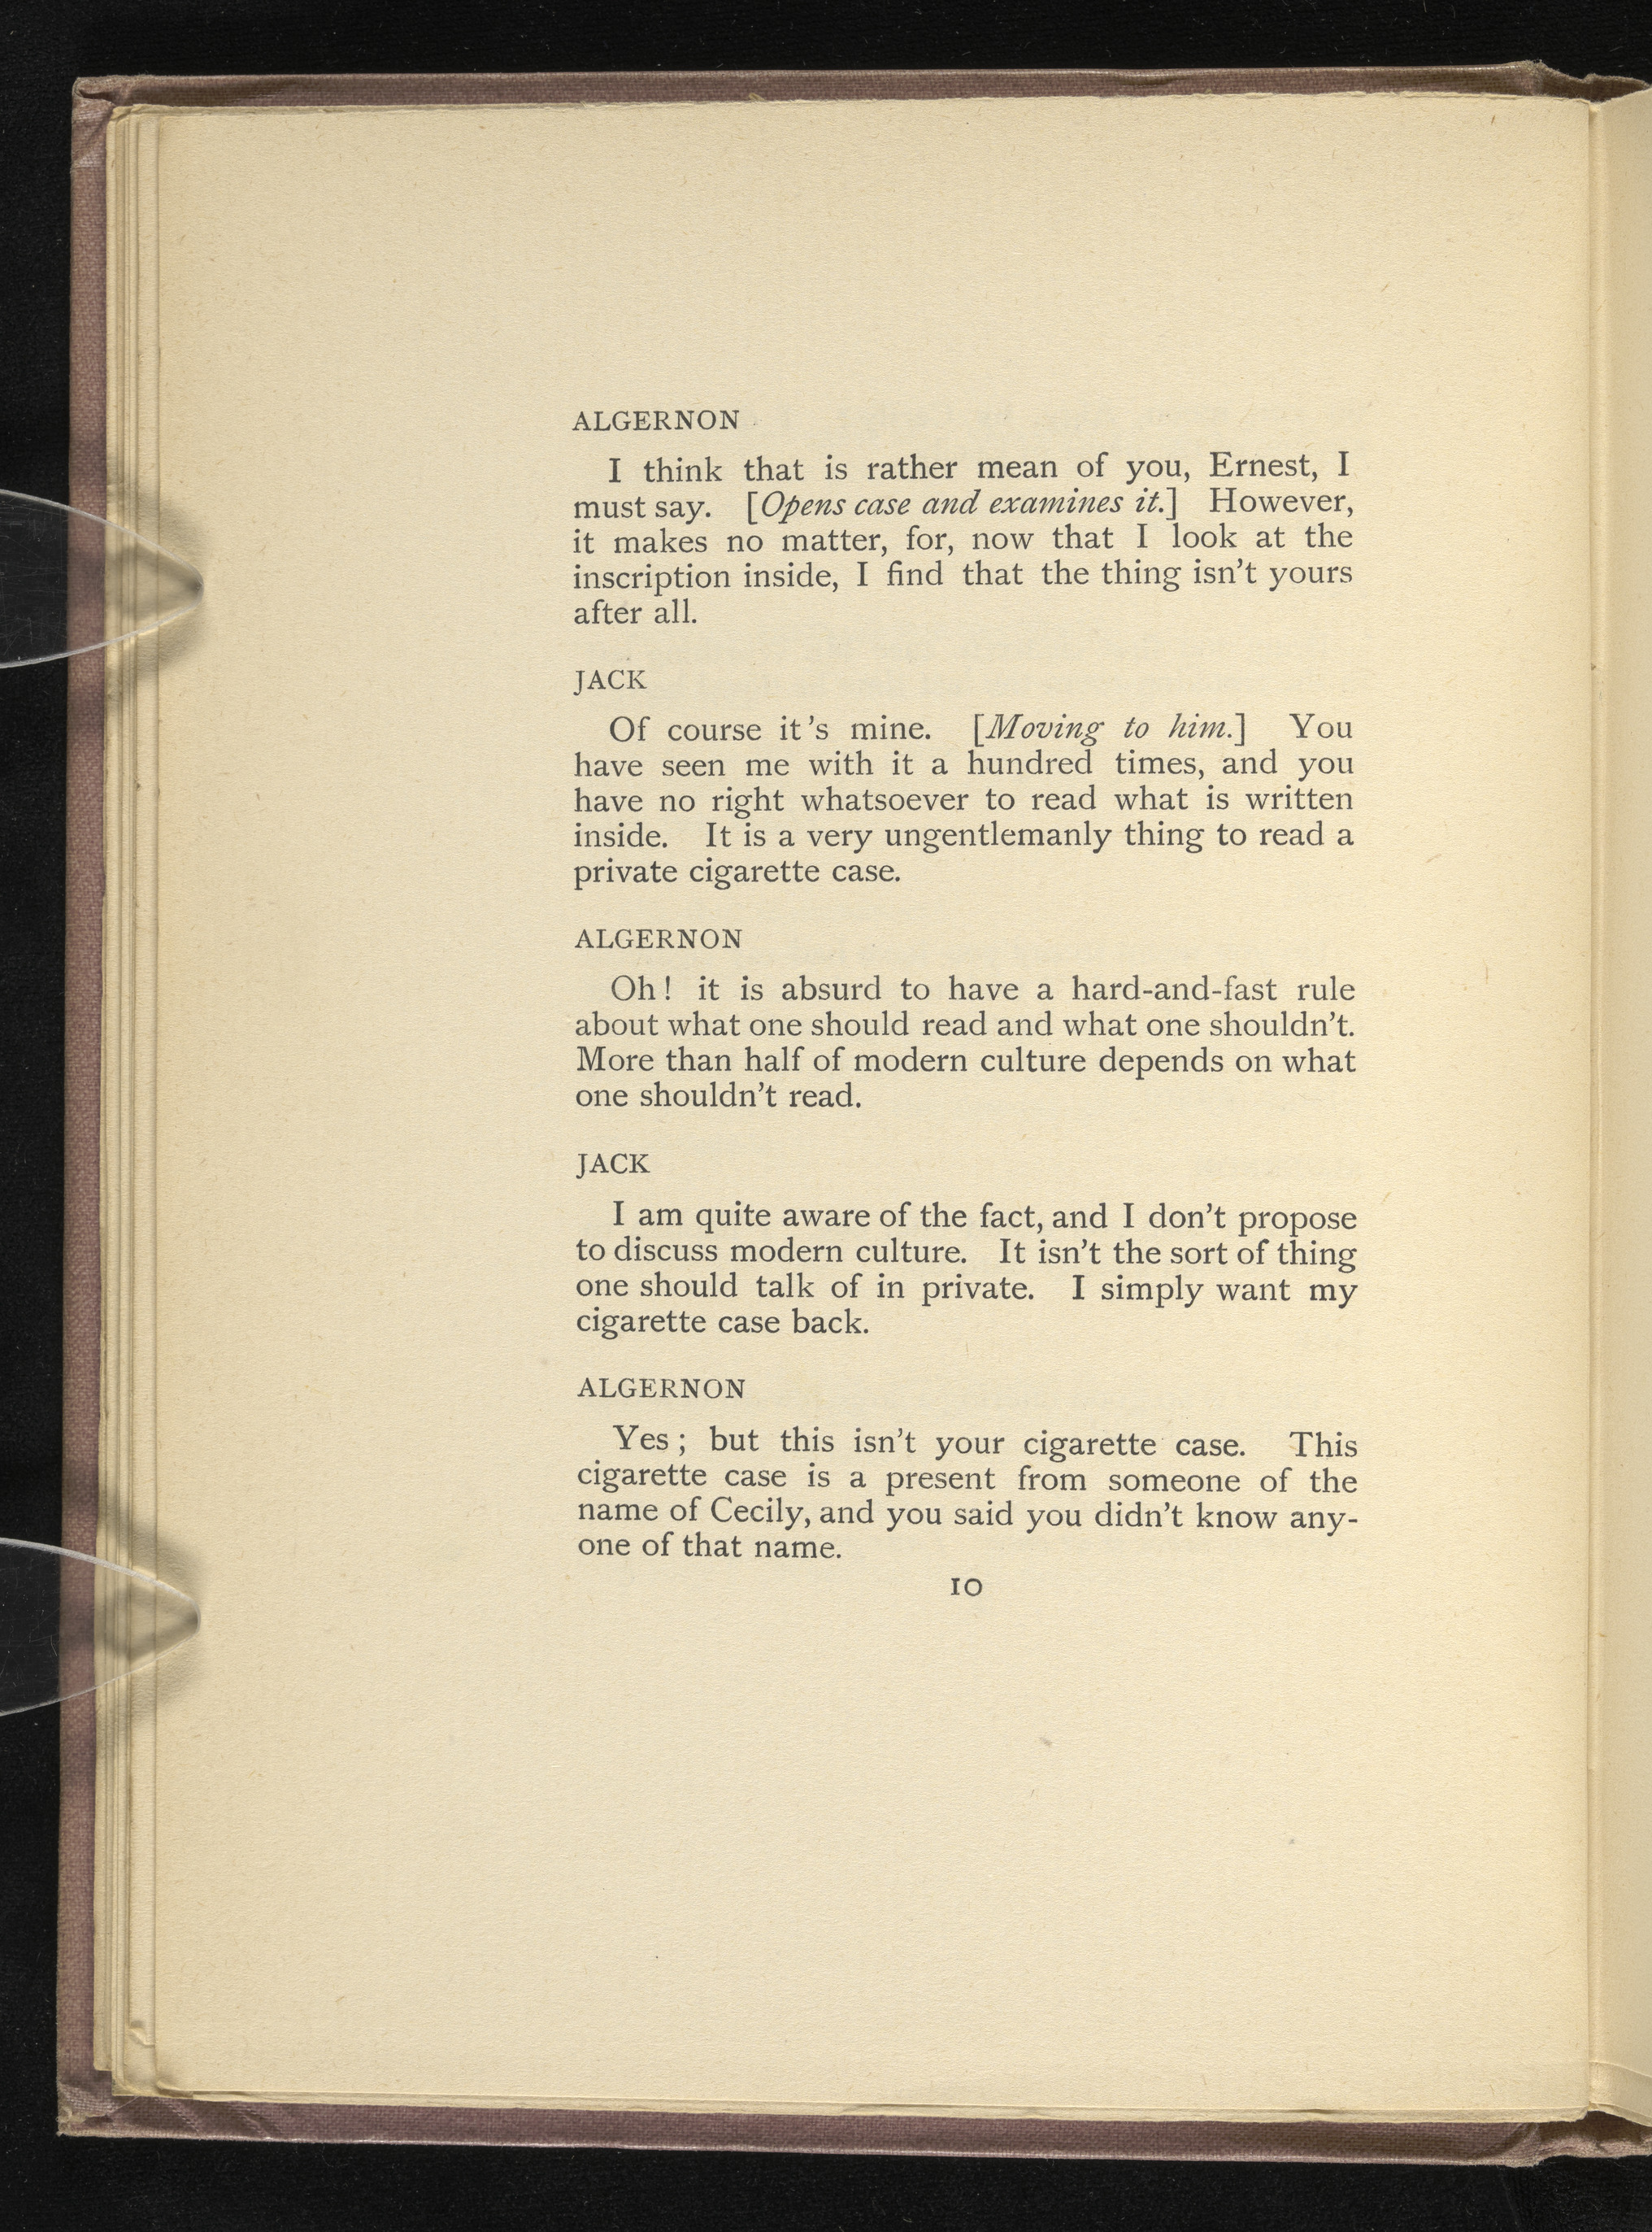 ALGERNON
I think that is rather mean of you, Ernest, I
must say. [Opens case and examines it.] However,
it makes no matter, for, now that I look at the
inscription inside, I find that the thing isn't yours
after all.
JACK
Of course it's mine. [Moving to him.] You
have seen me with it a hundred times, and you
have no right whatsoever to read what is written
inside. It is a very ungentlemanly thing to read a
private cigarette case.
ALGERNON
Oh! it is absurd to have a hard-and-fast rule
about what one should read and what one shouldn't.
More than half of modern culture depends on what
one shouldn't read.
JACK
I am quite aware of the fact, and I don't propose
to discuss modern culture. It isn't the sort of thing
one should talk of in private. I simply want my
cigarette case back.
ALGERNON
Yes; but this isn't your cigarette case. This
cigarette case is a present from someone of the
name of Cecily, and you said you didn't know any-
one of that name.
10